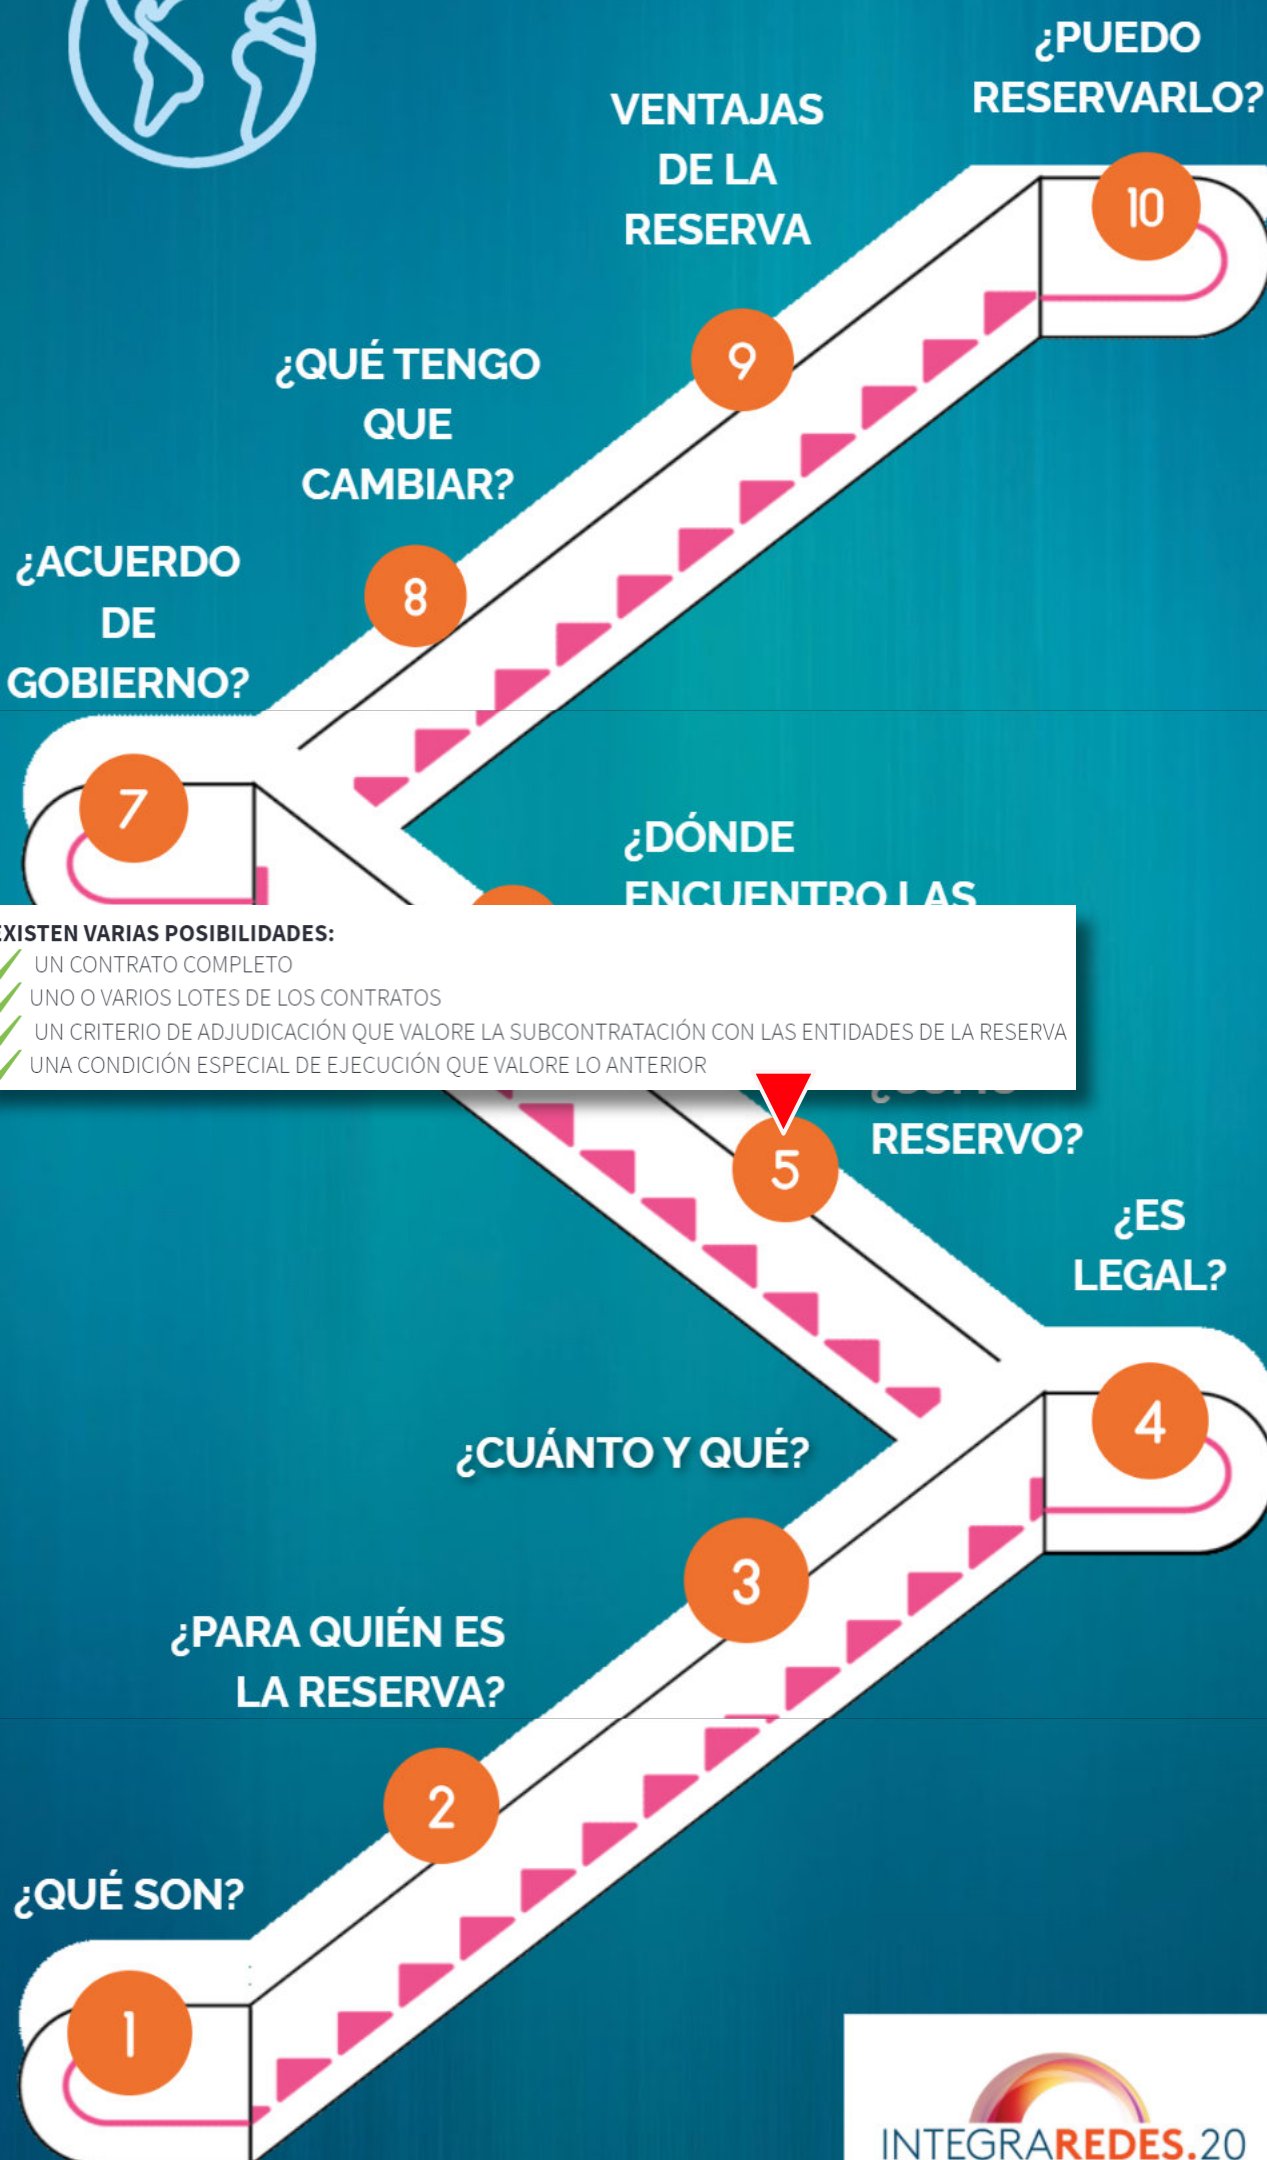 ¿PUEDO
RESERVARLO?
10
VENTAJAS
DE LA
RESERVA
9
¿QUÉ TENGO
QUE
CAMBIAR?
8
¿ACUERDO
DE
GOBIERNO?
7
¿DÓNDE
ENCUENTRO LAS
EXISTEN VARIAS POSIBILIDADES:
UN CONTRATO COMPLETO
UNO O VARIOS LOTES DE LOS CONTRATOS
UN CRITERIO DE ADJUDICACIÓN QUE VALORE LA SUBCONTRATACIÓN CON LAS ENTIDADES DE LA RESERVA
UNA CONDICIÓN ESPECIAL DE EJECUCIÓN QUE VALORE LO ANTERIOR
RESERVO?
5
¿ES
LEGAL?
4
¿CUÁNTO Y QUÉ?
3
¿PARA QUIÉN ES
LA RESERVA?
2
¿QUÉ SON?
1
INTEGRAREDES.20